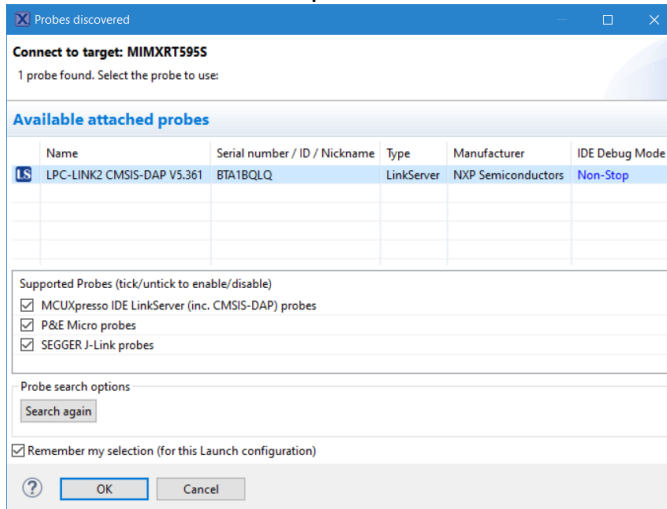 Probes discovered
Connect to target: MIMXRT595S
1 probe found. Select the probe to use:
Available attached probes
Name Serial number / ID / Nickname Type Manufacturer IDE Debug Mode
LS LPC-LINK2 CMSIS-DAP V5.361 BTA1BQLQ LinkServer NXP Semiconductors Non-Stop
Supported Probes (tick/untick to enable/disable)
MCUXpresso IDE LinkServer (inc. CMSIS-DAP) probes
P&E Micro probes
SEGGER J-Link probes
Probe search options
Search again
Remember my selection (for this Launch configuration)
? OK Cancel